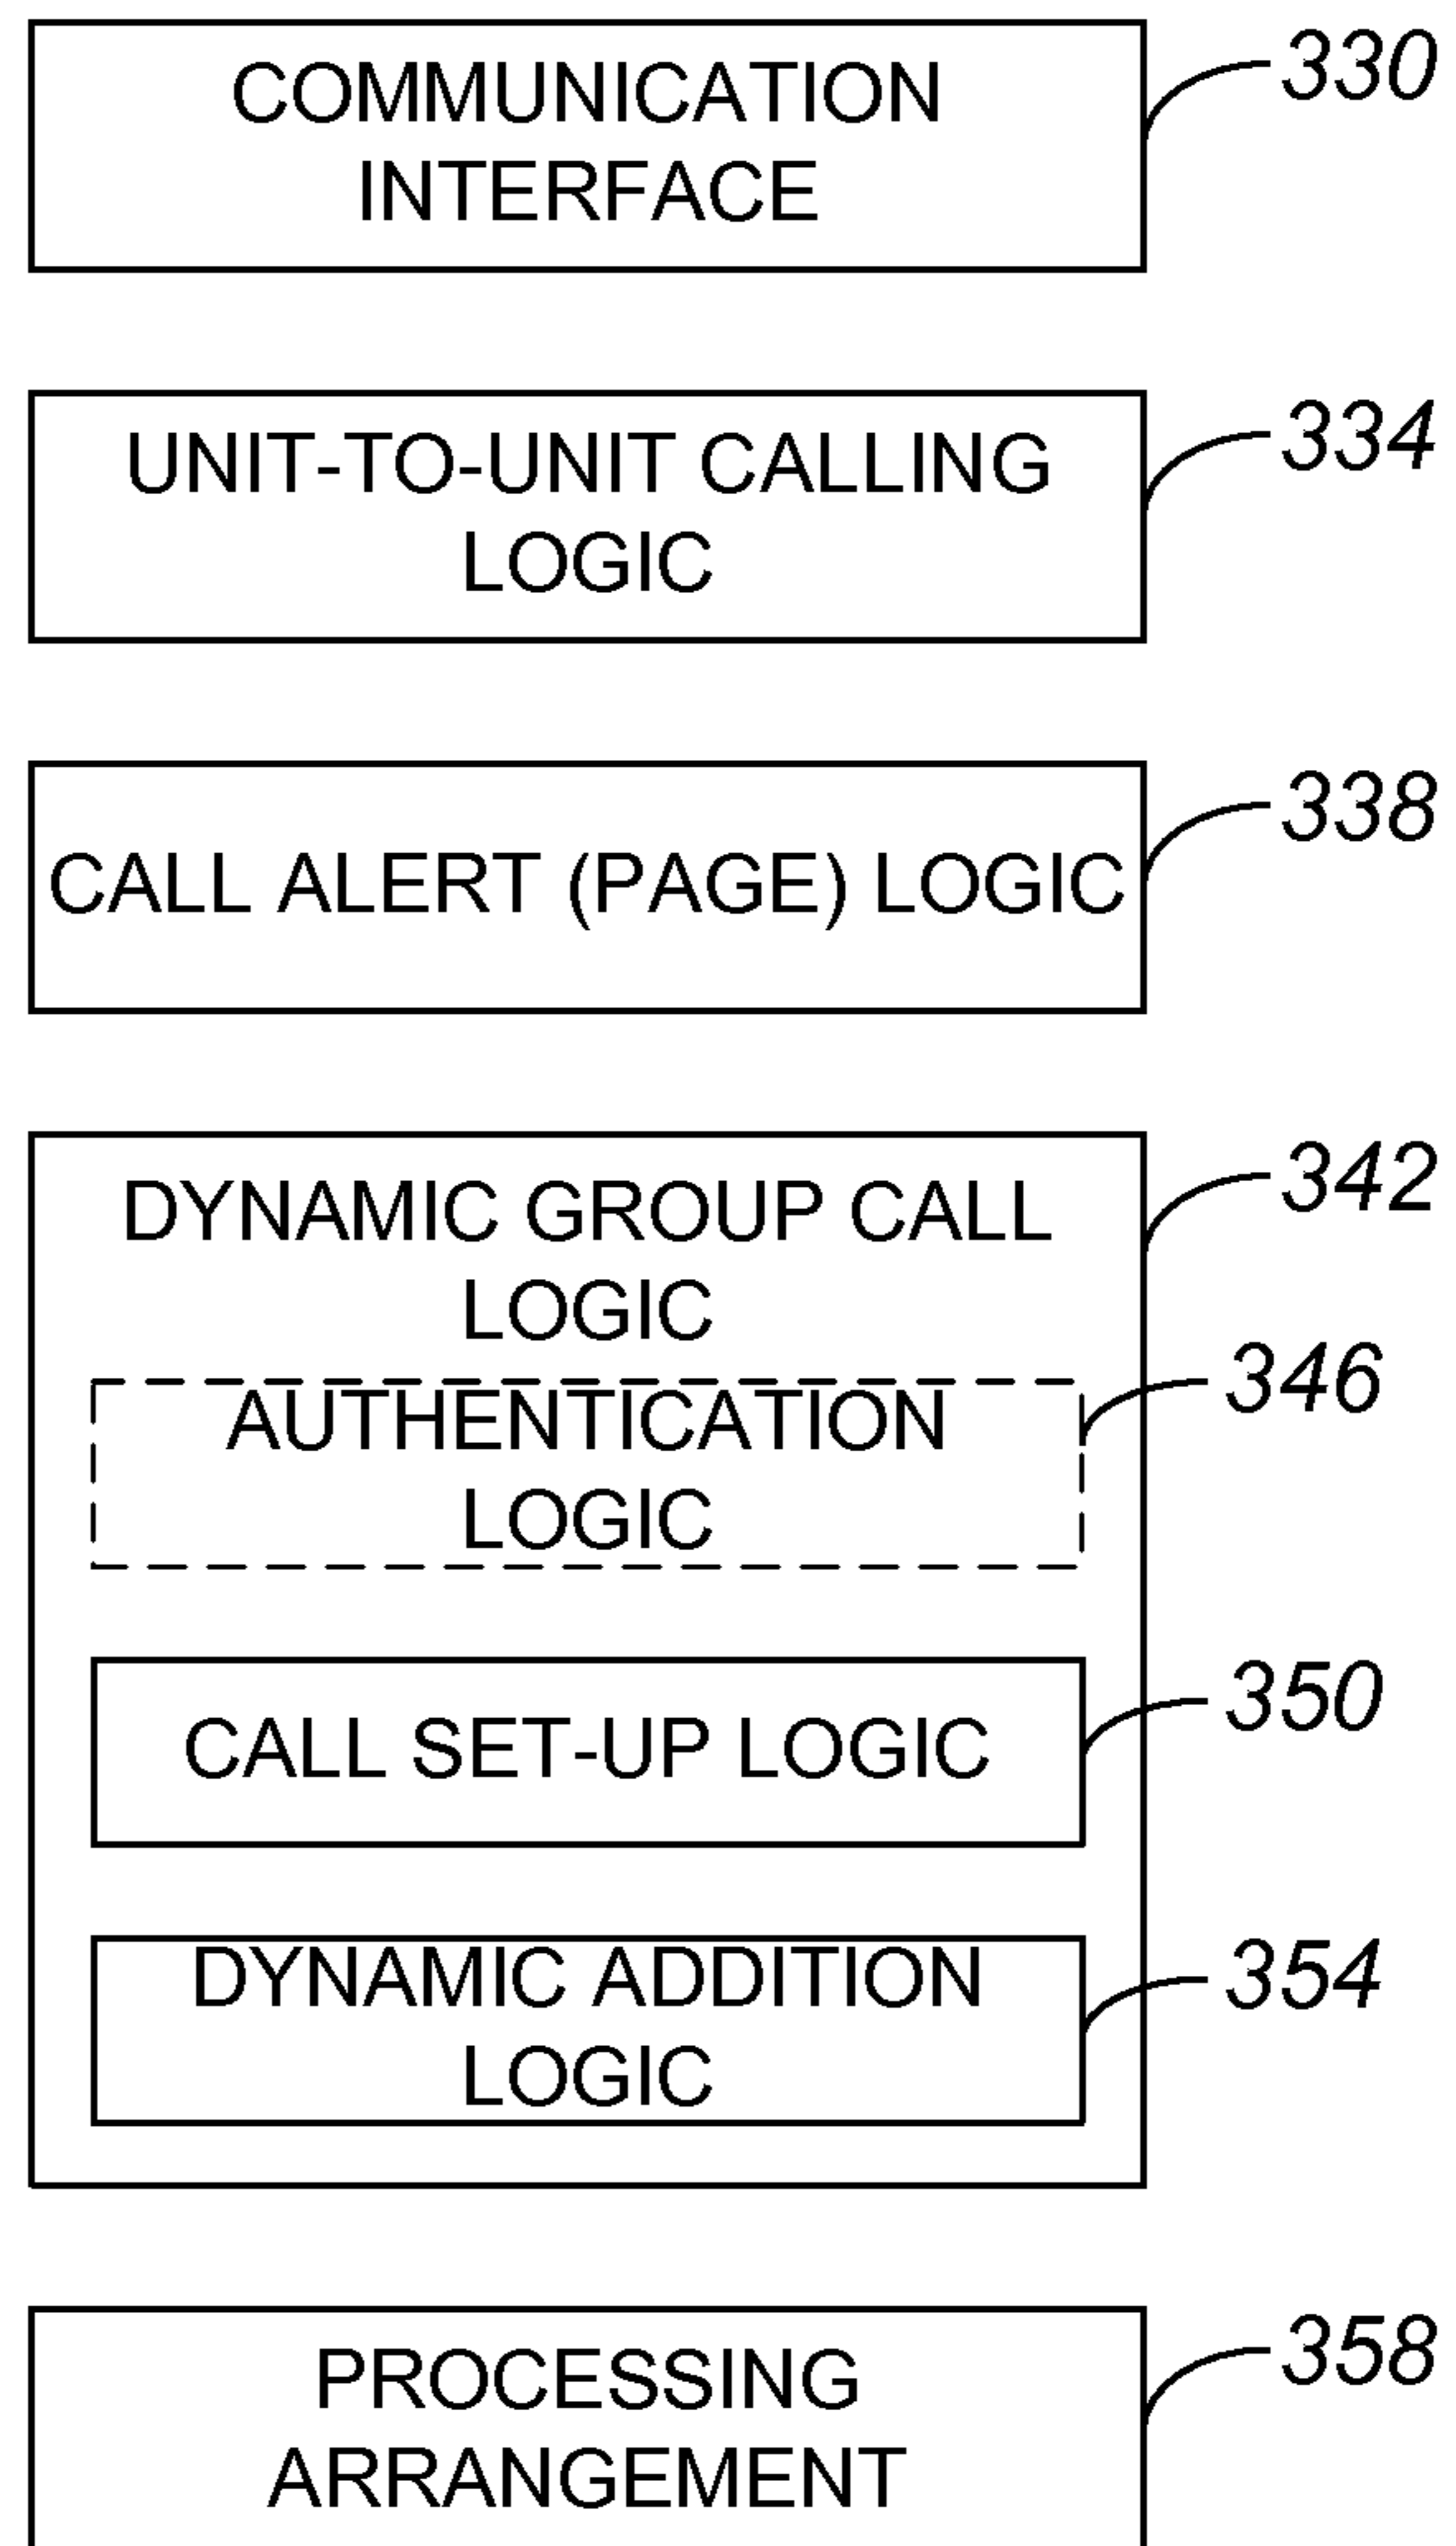 COMMUNICATION
INTERFACE
330
UNIT-TO-UNIT CALLING
LOGIC
334
CALL ALERT (PAGE) LOGIC
338
DYNAMIC GROUP CALL
LOGIC
342
AUTHENTICATION
LOGIC
346
CALL SET-UP LOGIC
350
DYNAMIC ADDITION
LOGIC
354
PROCESSING
ARRANGEMENT
358